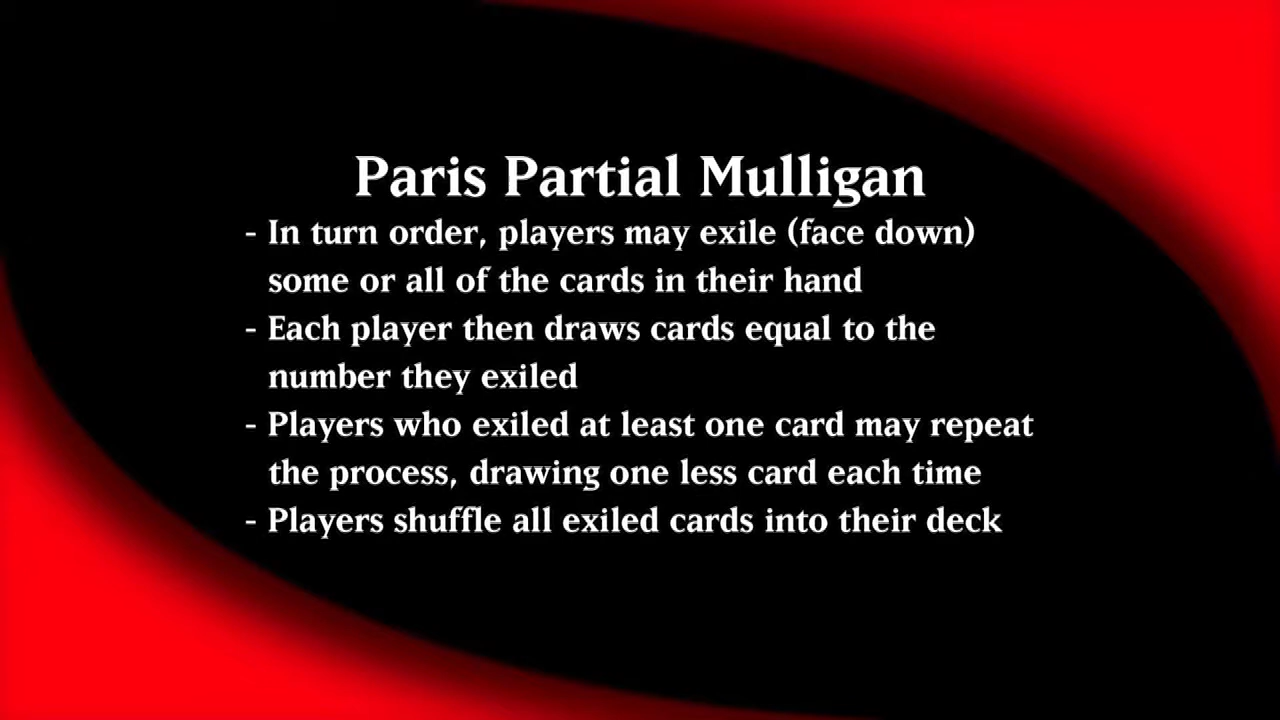 Paris Partial Mulligan
- In turn order, players may exile (face down)
some or all of the cards in their hand
- Each player then draws cards equal to the
number they exiled
- Players who exiled at least one card may repeat
the process, drawing one less card each time
- Players shuffle all exiled cards into their deck